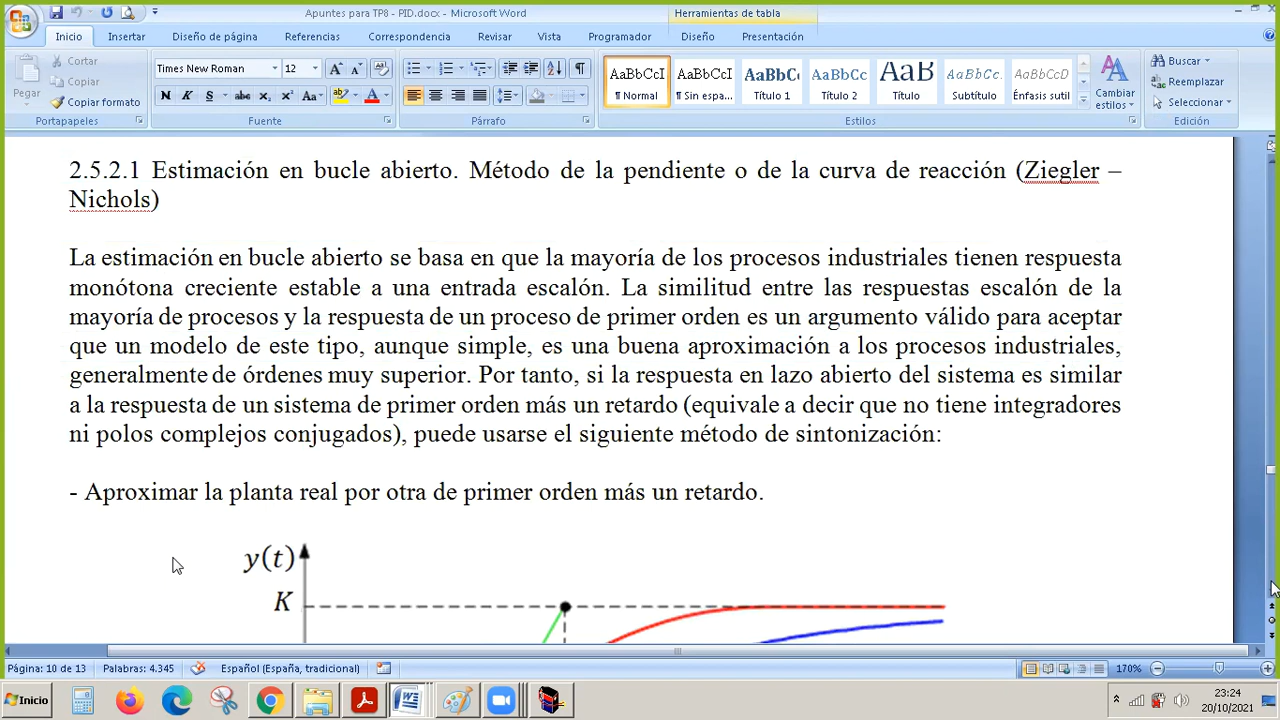 Apuntes para TP8 - PID.docx - Microsoft Word
Herramientas de tabla
Inicio Insertar Diseño de página Referencias Correspondencia Revisar Vista Programador Diseño Presentación
Pegar
Cortar
Copiar
Copiar formato
Portapapeles
Times New Roman 12
N K S abc x₂ x² Aa
Fuente
Párrafo
AaBbCcI AaBbCcI AaBbC AaBbCc AaB AaBbCc. AaBbCcI
¶ Normal ¶ Sin espa... Título 1 Título 2 Título Subtítulo Énfasis sutil
Cambiar estilos
Estilos
Buscar
Reemplazar
Seleccionar
Edición
2.5.2.1 Estimación en bucle abierto. Método de la pendiente o de la curva de reacción (Ziegler –
Nichols)
La estimación en bucle abierto se basa en que la mayoría de los procesos industriales tienen respuesta
monótona creciente estable a una entrada escalón. La similitud entre las respuestas escalón de la
mayoría de procesos y la respuesta de un proceso de primer orden es un argumento válido para aceptar
que un modelo de este tipo, aunque simple, es una buena aproximación a los procesos industriales,
generalmente de órdenes muy superior. Por tanto, si la respuesta en lazo abierto del sistema es similar
a la respuesta de un sistema de primer orden más un retardo (equivale a decir que no tiene integradores
ni polos complejos conjugados), puede usarse el siguiente método de sintonización:
- Aproximar la planta real por otra de primer orden más un retardo.
y(t)
K
Página: 10 de 13 Palabras: 4.345 Español (España, tradicional) 170%
Inicio
23:24
20/10/2021